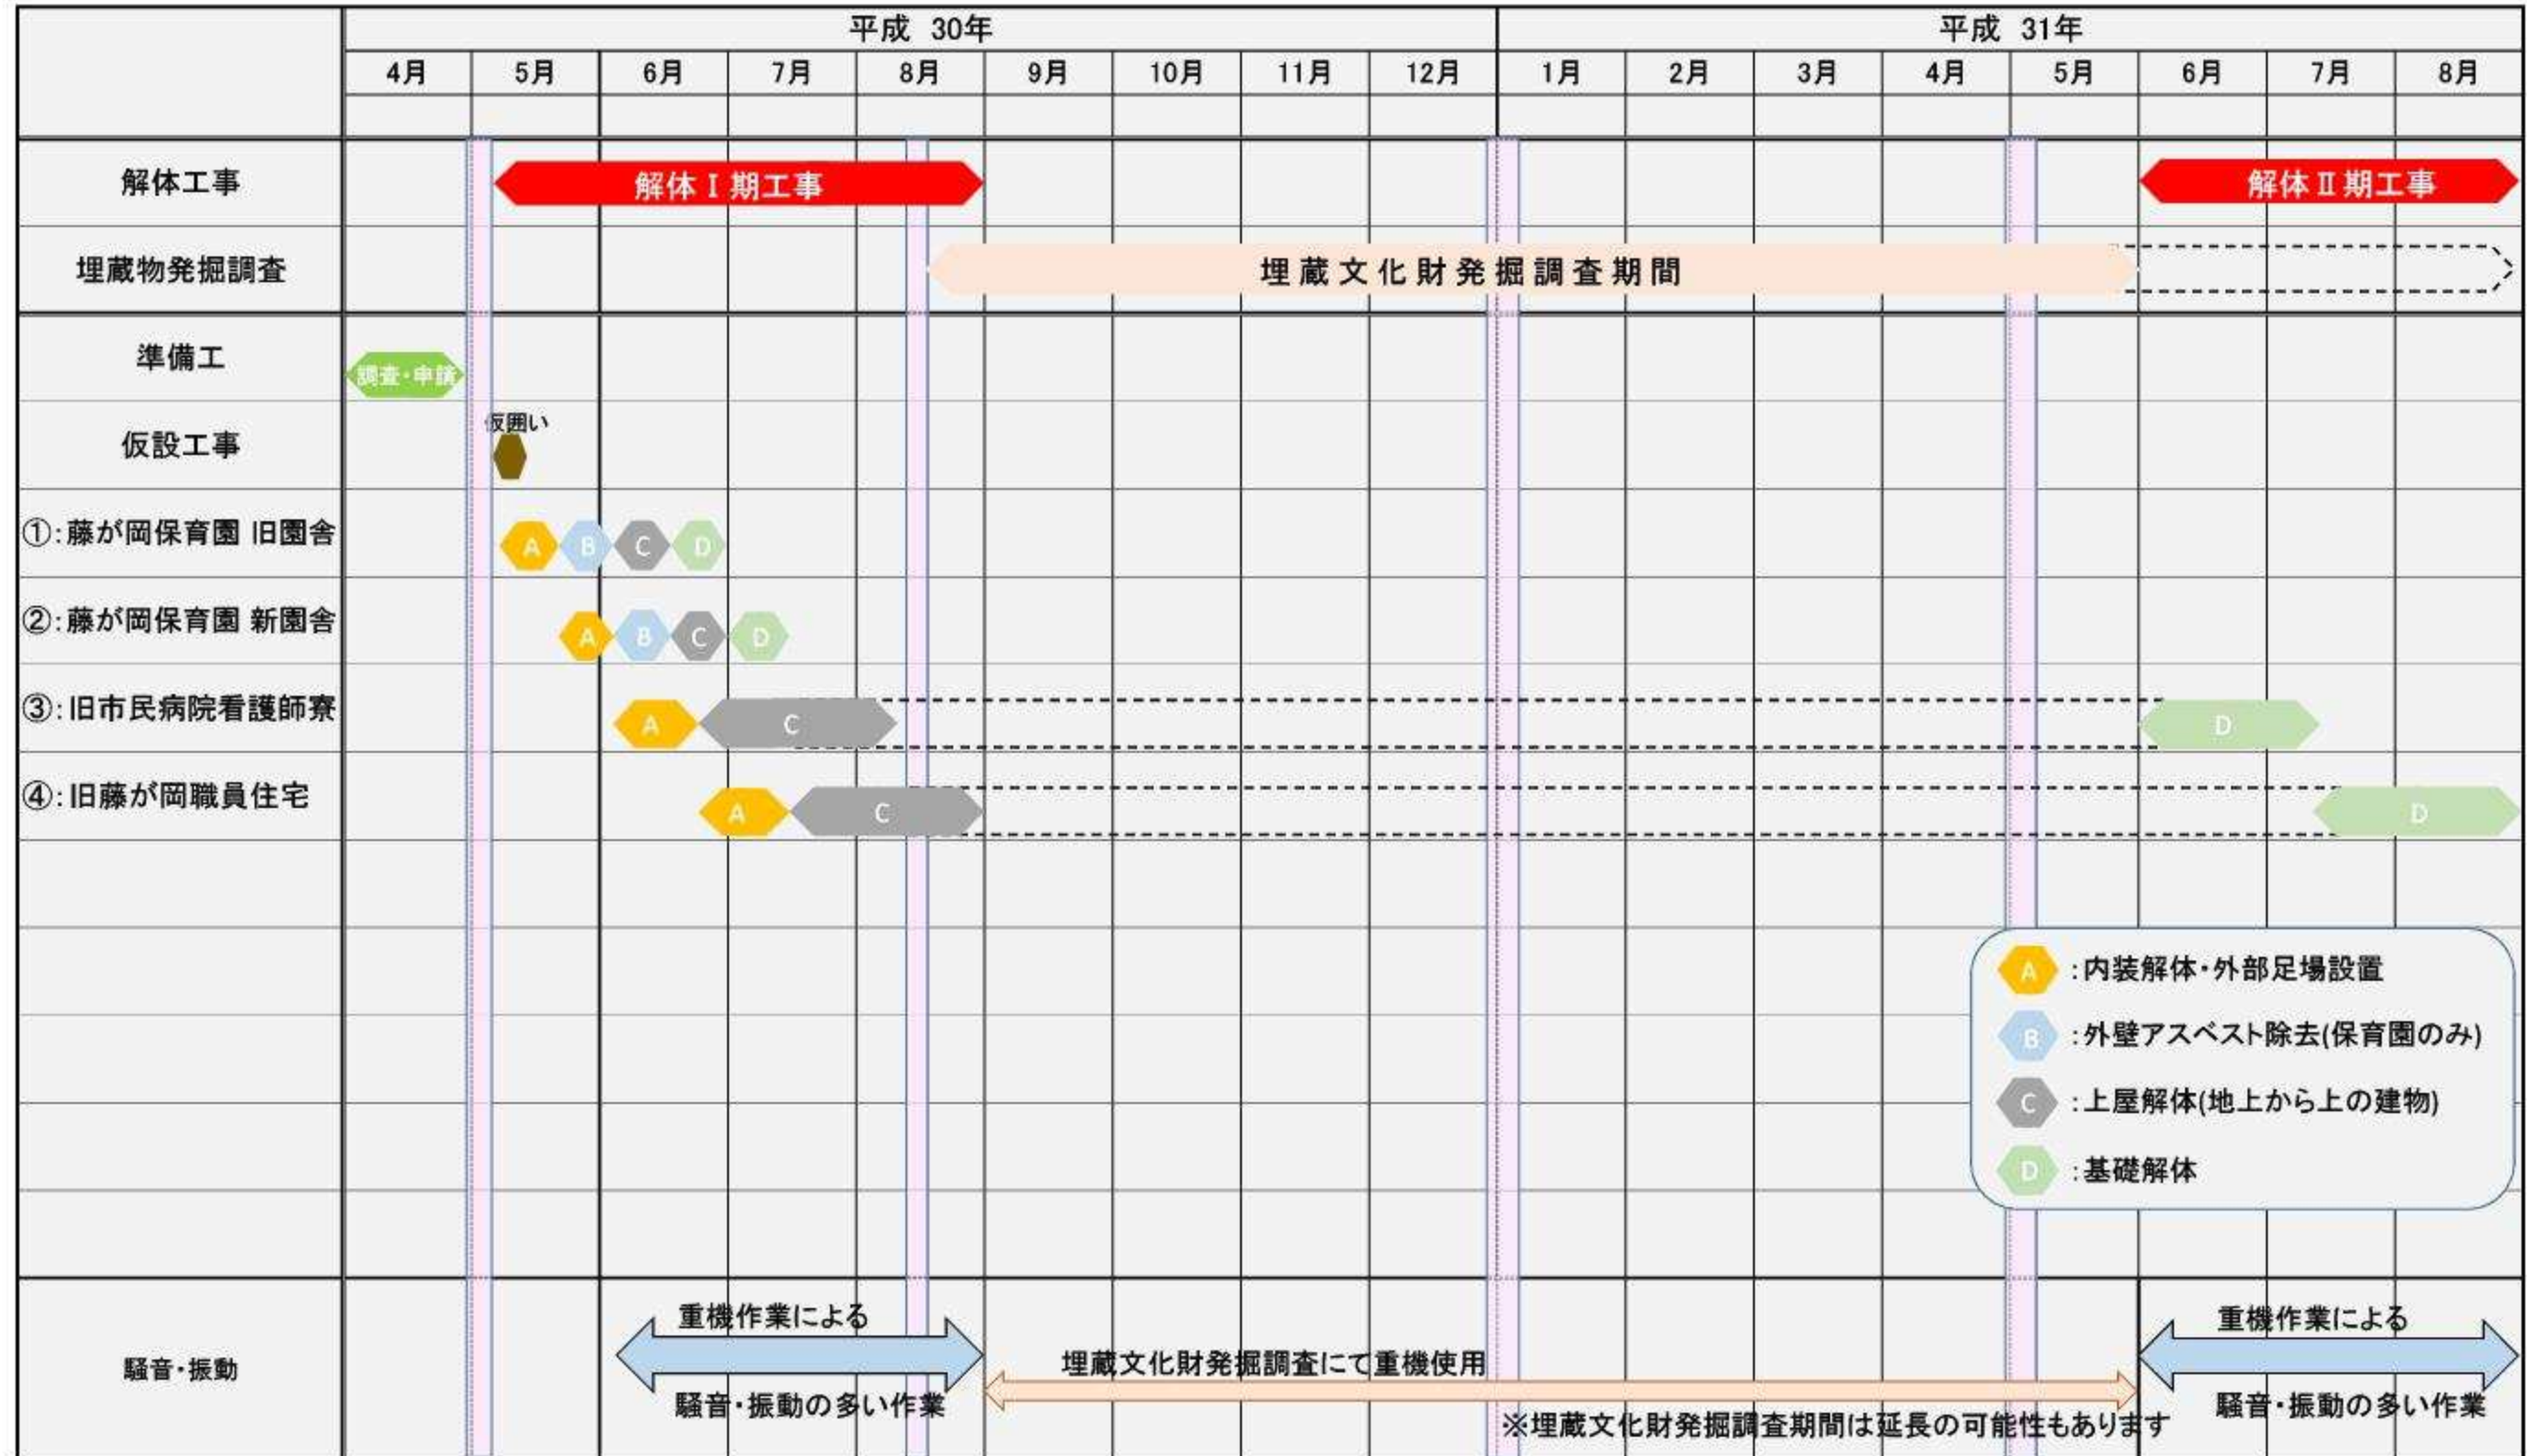 平成 30年
平成 31年
4月 5月 6月 7月 8月 9月 10月 11月 12月 1月 2月 3月 4月 5月 6月 7月 8月
解体工事
解体Ⅰ期工事
解体Ⅱ期工事
埋蔵物発掘調査
埋蔵文化財発掘調査期間
準備工
調査・申請
仮設工事
仮囲い
①:藤が岡保育園 旧園舎
A B C D
②:藤が岡保育園 新園舎
A B C D
③:旧市民病院看護師寮
A C D
④:旧藤が岡職員住宅
A C D
A :内装解体・外部足場設置
B :外壁アスベスト除去(保育園のみ)
C :上屋解体(地上から上の建物)
D :基礎解体
騒音・振動
重機作業による
騒音・振動の多い作業
埋蔵文化財発掘調査にて重機使用
※埋蔵文化財発掘調査期間は延長の可能性もあります
重機作業による
騒音・振動の多い作業